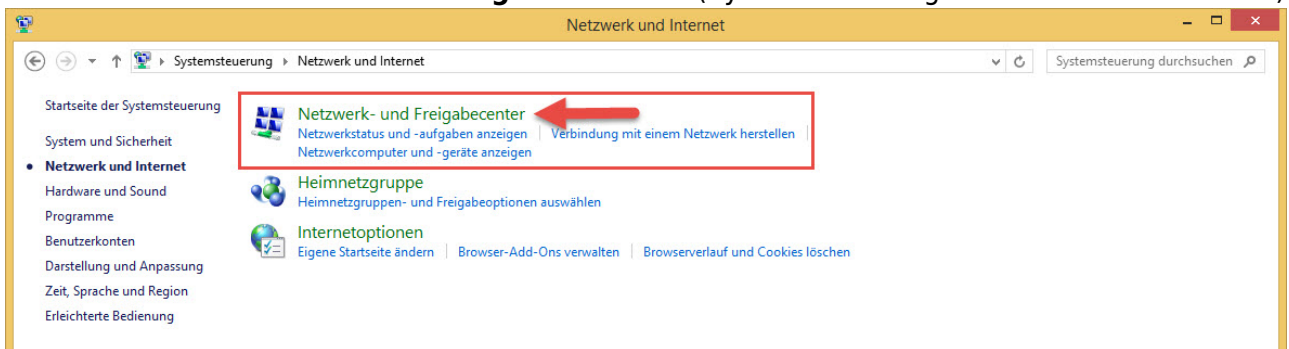 Netzwerk und Internet
Systemsteuerung Netzwerk und Internet Systemsteuerung durchsuchen
Startseite der Systemsteuerung
System und Sicherheit
Netzwerk und Internet
Hardware und Sound
Programme
Benutzerkonten
Darstellung und Anpassung
Zeit, Sprache und Region
Erleichterte Bedienung
Netzwerk- und Freigabecenter
Netzwerkstatus und -aufgaben anzeigen Verbindung mit einem Netzwerk herstellen
Netzwerkcomputer und -geräte anzeigen
Heimnetzgruppe
Heimnetzgruppen- und Freigabeoptionen auswählen
Internetoptionen
Eigene Startseite ändern Browser-Add-Ons verwalten Browserverlauf und Cookies löschen